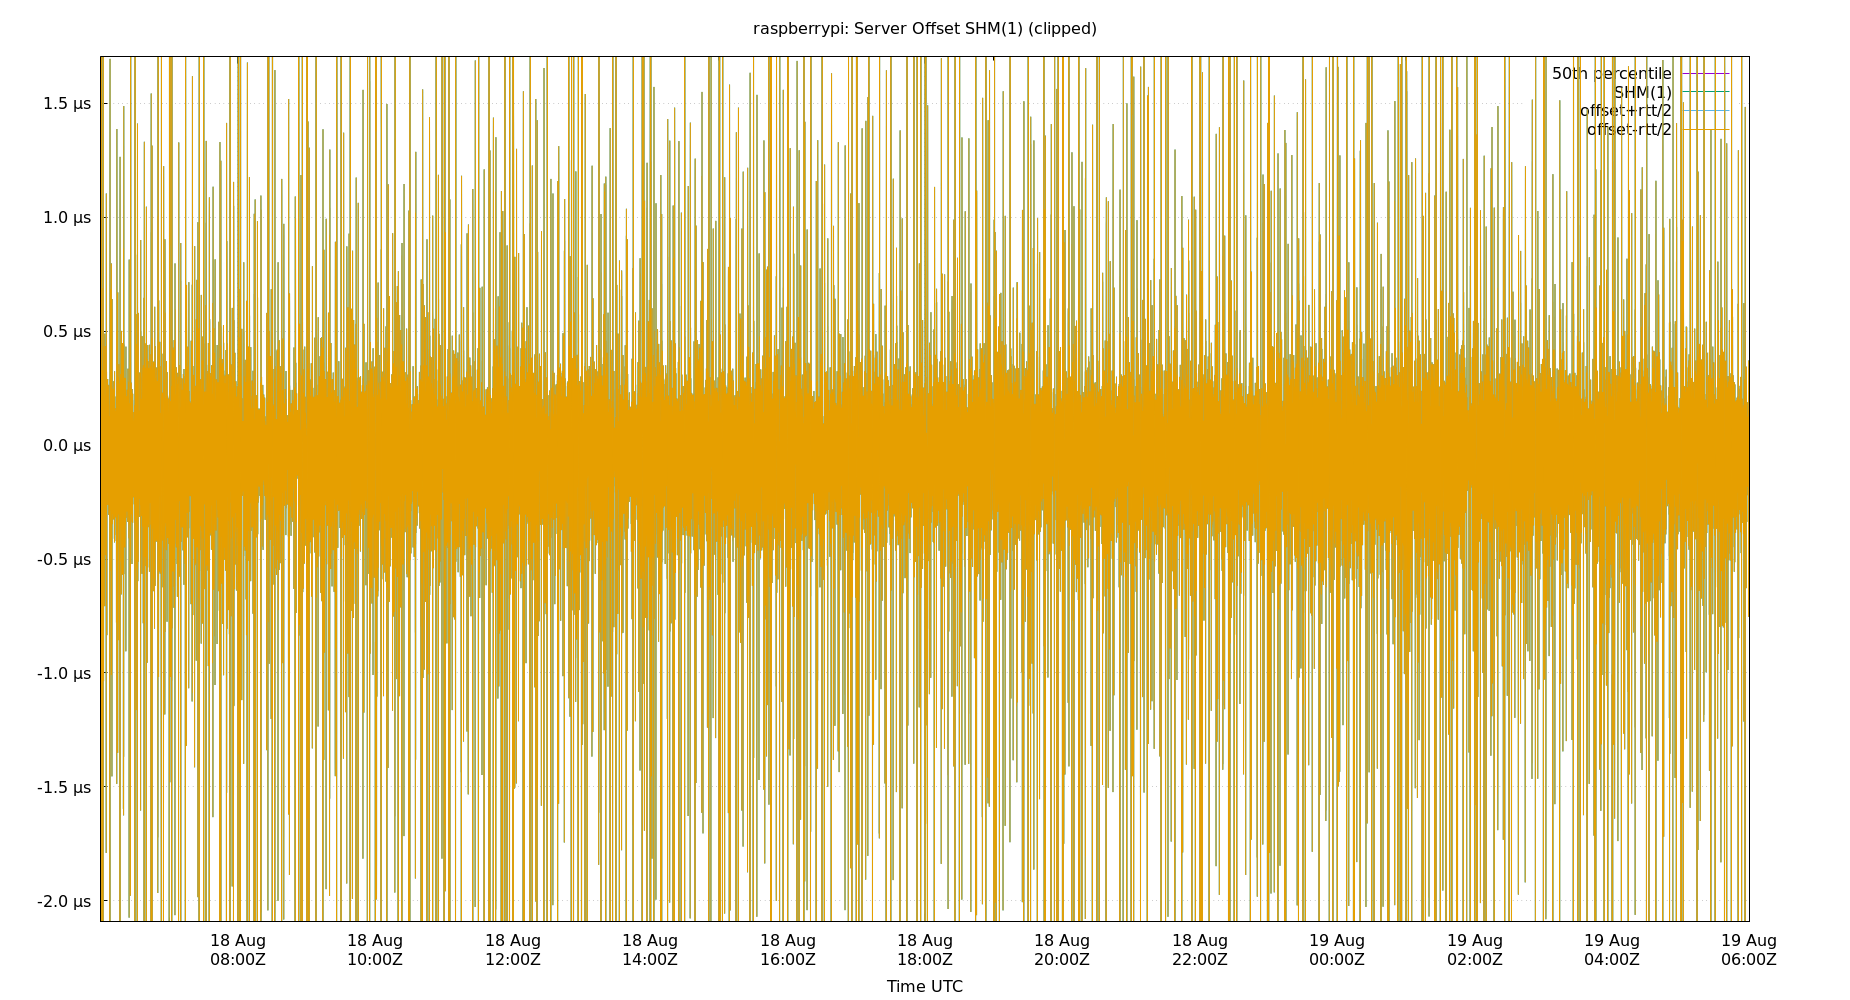 raspberrypi: Server Offset SHM(1) (clipped)
50th percentile
SHM(1)
offset+rtt/2
offset-rtt/2
1.5 µs
1.0 µs
0.5 µs
0.0 µs
-0.5 µs
-1.0 µs
-1.5 µs
-2.0 µs
18 Aug 18 Aug 18 Aug 18 Aug 18 Aug 18 Aug 18 Aug 18 Aug 19 Aug 19 Aug 19 Aug 19 Aug
08:00Z 10:00Z 12:00Z 14:00Z 16:00Z 18:00Z 20:00Z 22:00Z 00:00Z 02:00Z 04:00Z 06:00Z
Time UTC